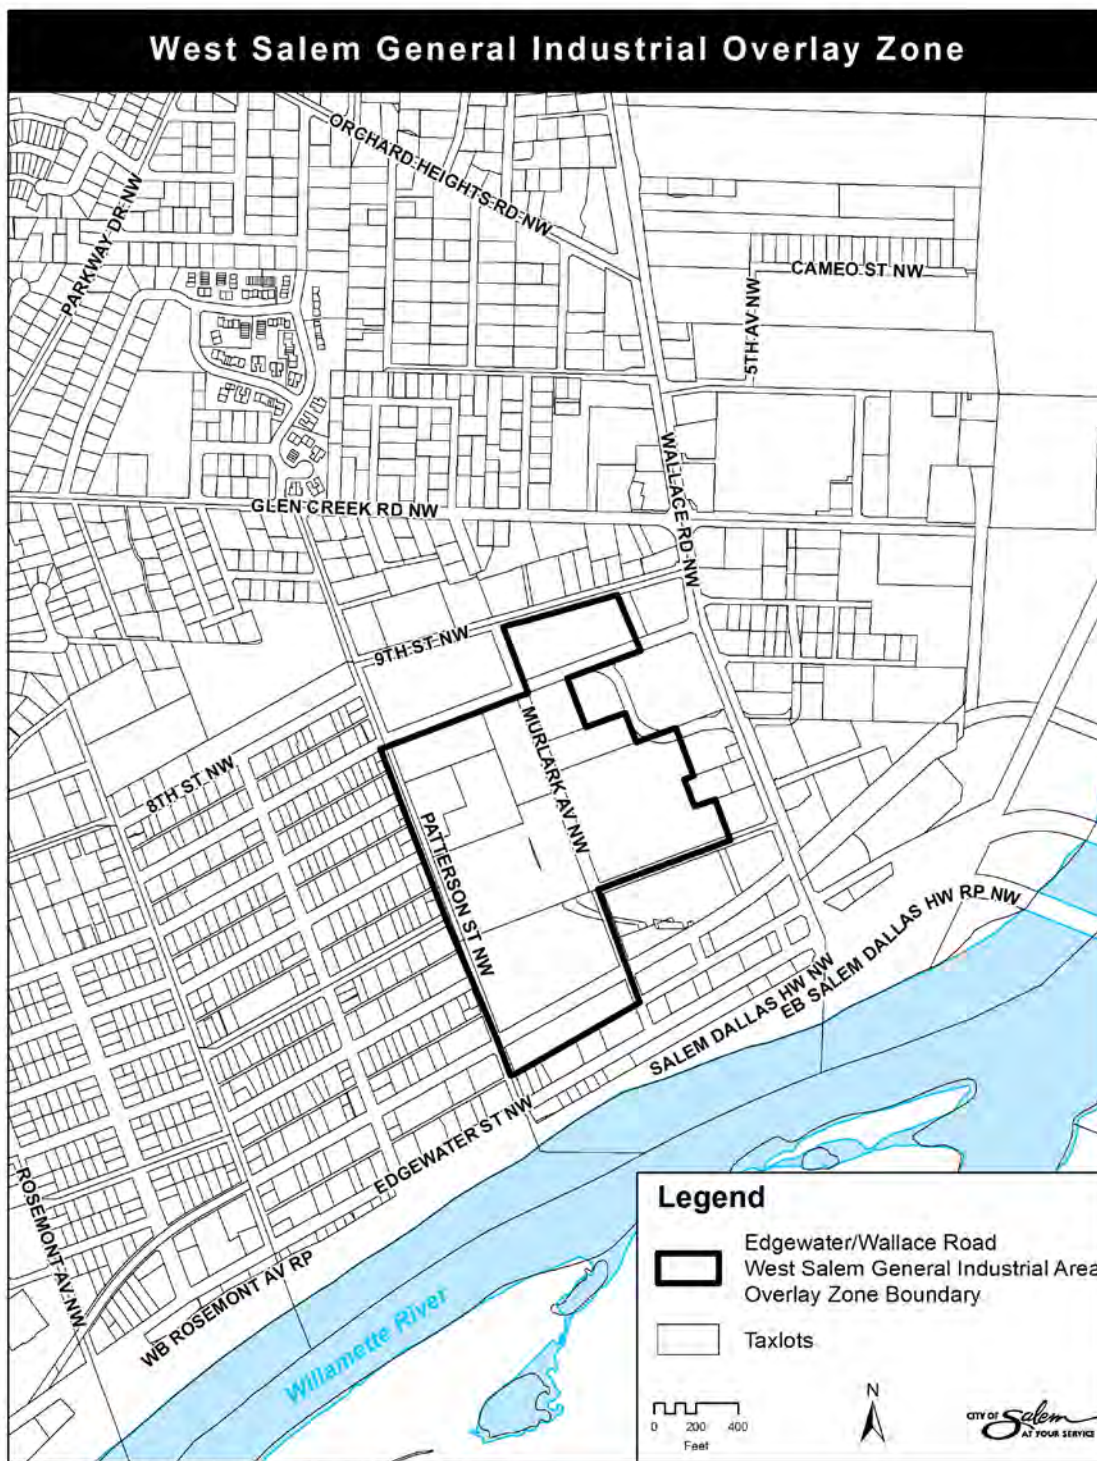 West Salem General Industrial Overlay Zone
ORCHARD HEIGHTS RD NW
PARKWAY DR NW
CAMEO ST NW
5TH AV NW
WALLACE RD NW
GLEN CREEK RD NW
9TH ST NW
MURLARK AV NW
8TH ST NW
PATTERSON ST NW
SALEM DALLAS HW NW
EB SALEM DALLAS HW RP NW
EDGEWATER ST NW
ROSEMONT AV NW
WB ROSEMONT AV RP
Willamette River
Legend
Edgewater/Wallace Road
West Salem General Industrial Area
Overlay Zone Boundary
Taxlots
0 200 400
Feet
N
CITY OF Salem
AT YOUR SERVICE